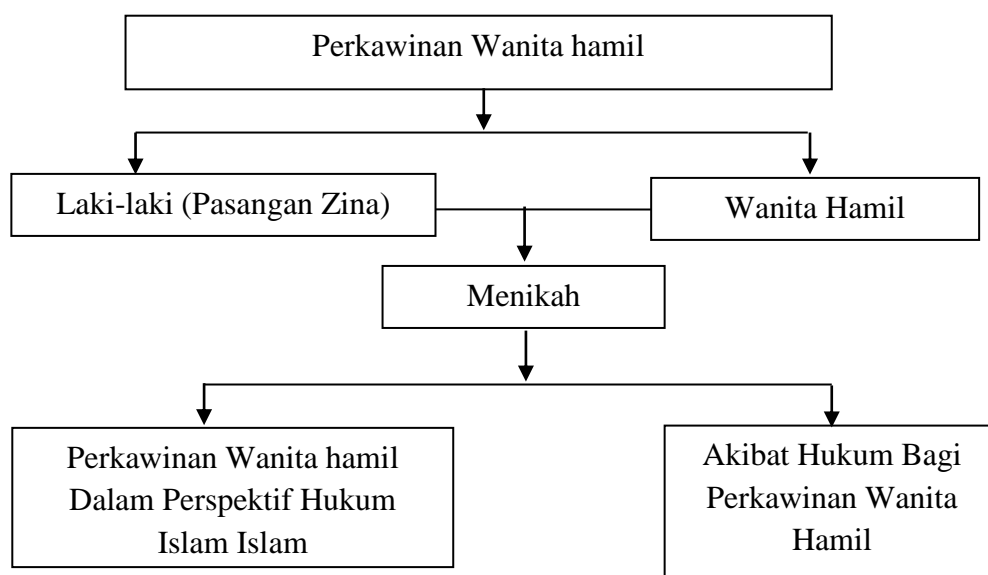 Perkawinan Wanita hamil
Laki-laki (Pasangan Zina)
Wanita Hamil
Menikah
Perkawinan Wanita hamil
Dalam Perspektif Hukum
Islam Islam
Akibat Hukum Bagi
Perkawinan Wanita
Hamil